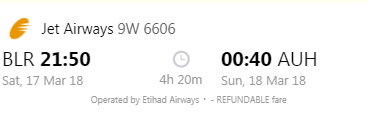 Jet Airways 9W 6606
BLR 21:50 00:40 AUH
Sat, 17 Mar 18 4h 20m Sun, 18 Mar 18
Operated by Etihad Airways • - REFUNDABLE fare